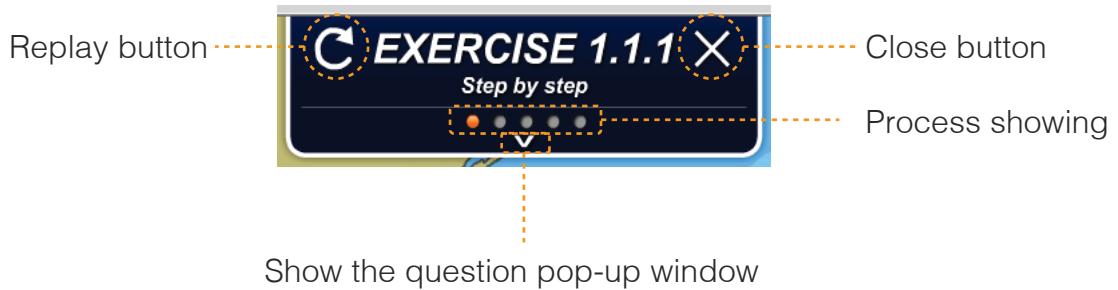 Replay button
EXERCISE 1.1.1
Close button
Step by step
Process showing
Show the question pop-up window